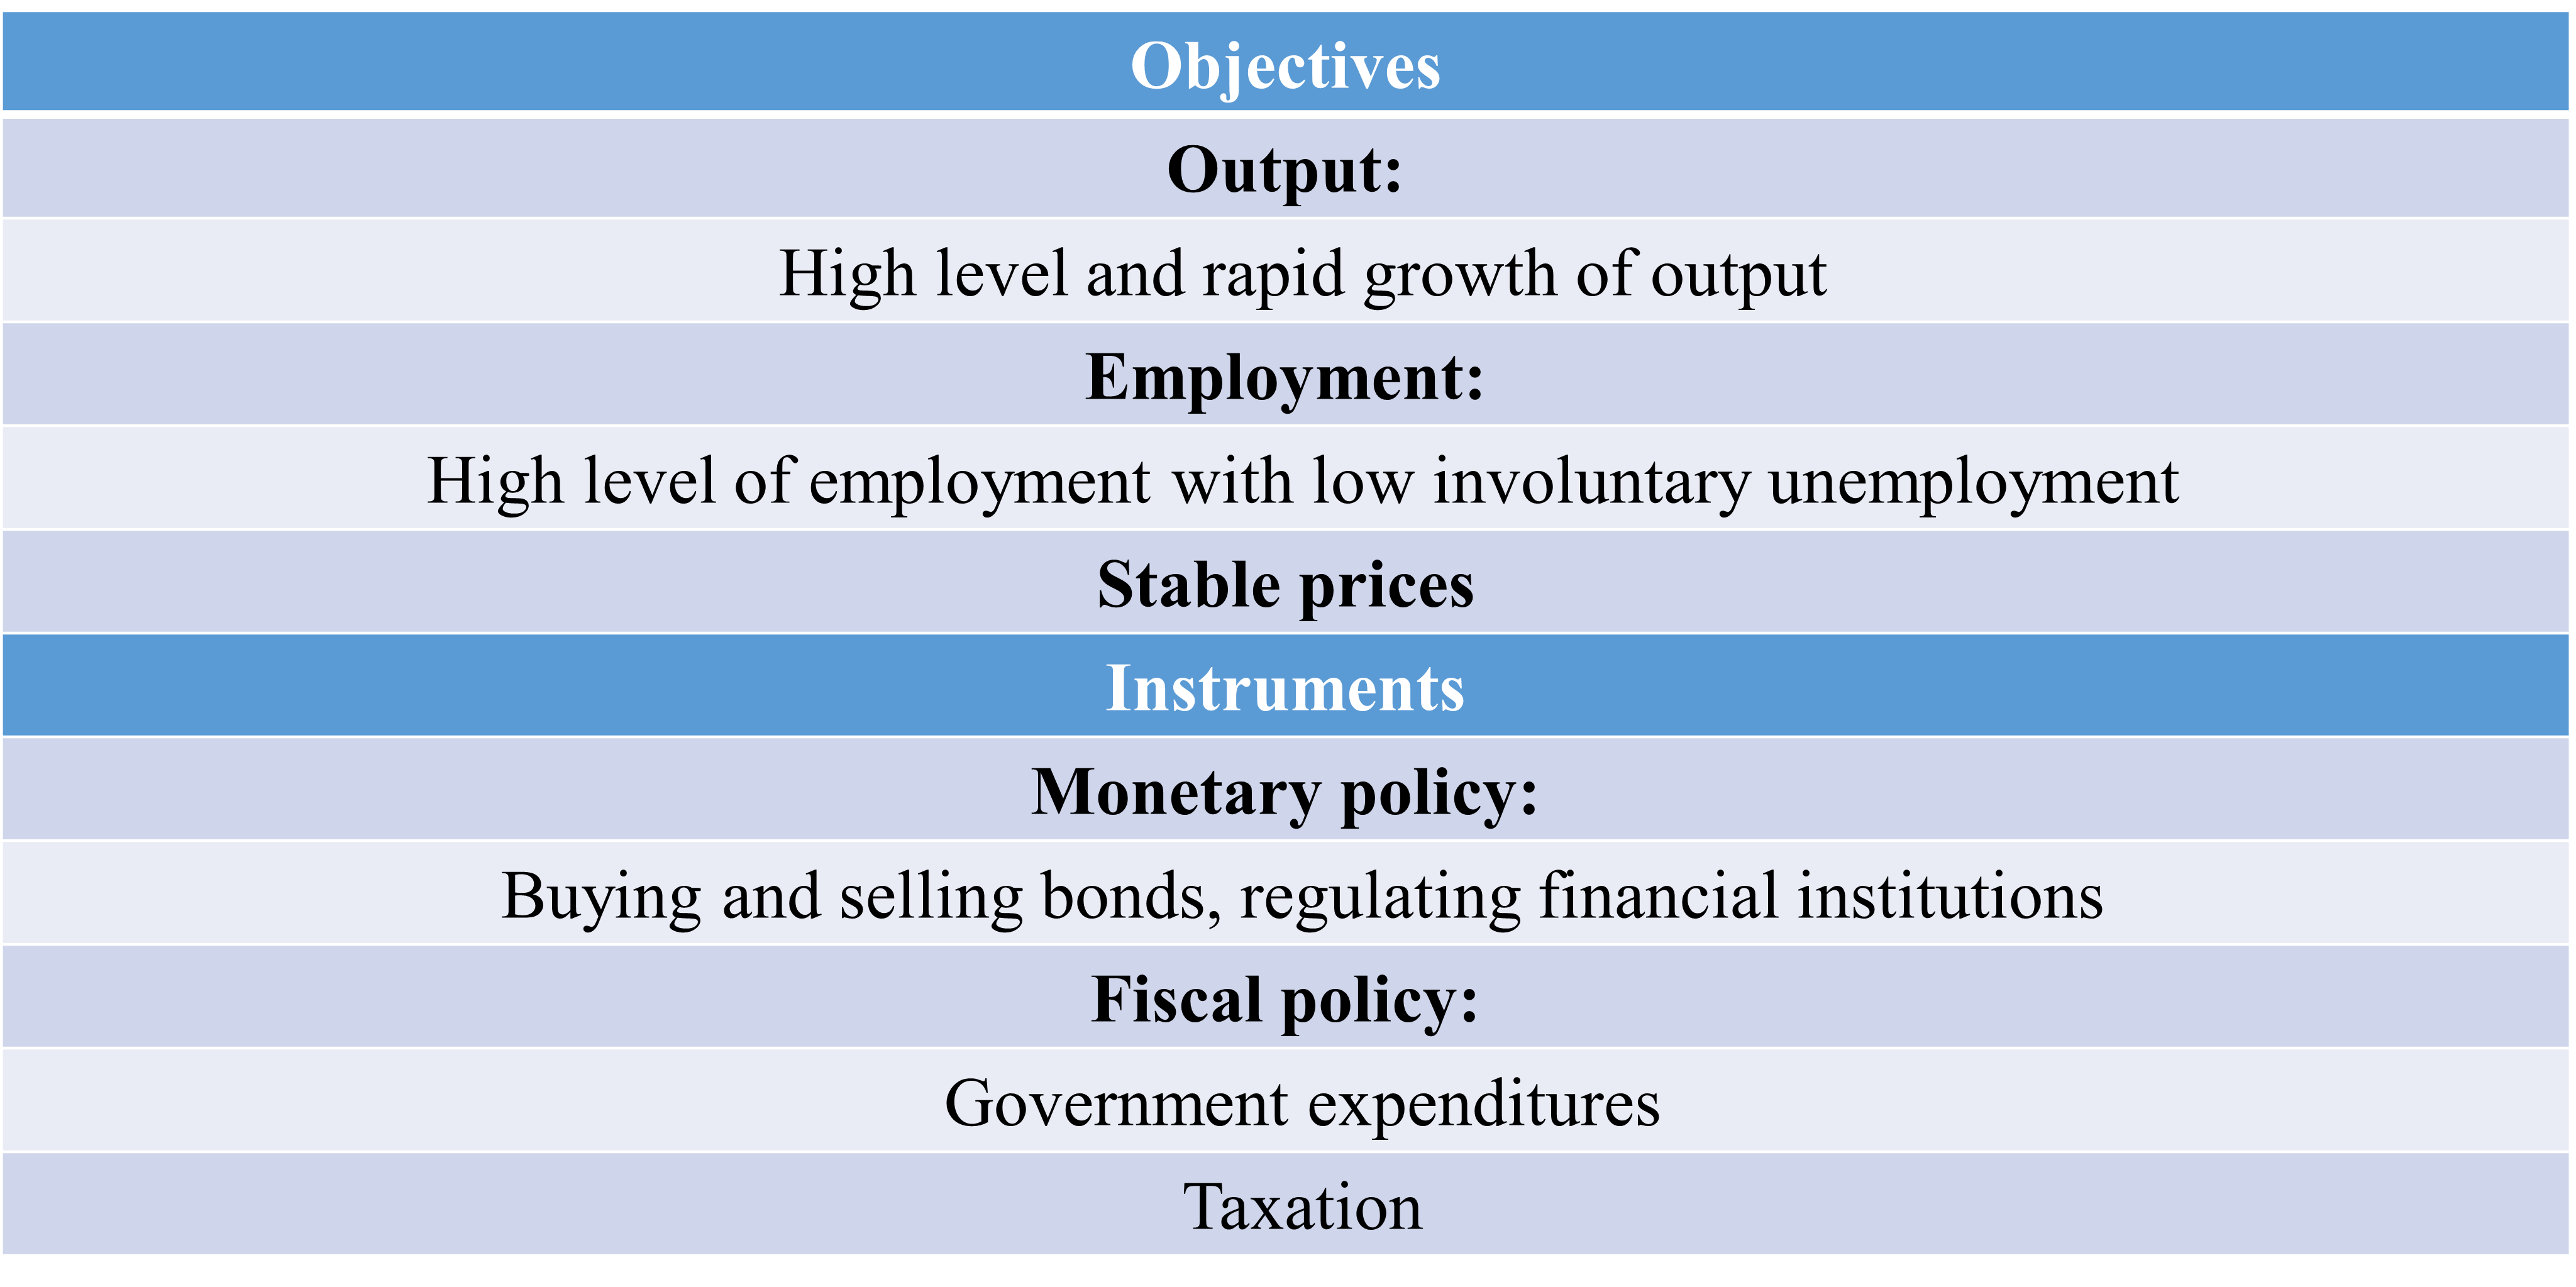 Objectives
Output:
High level and rapid growth of output
Employment:
High level of employment with low involuntary unemployment
Stable prices
Instruments
Monetary policy:
Buying and selling bonds, regulating financial institutions
Fiscal policy:
Government expenditures
Taxation